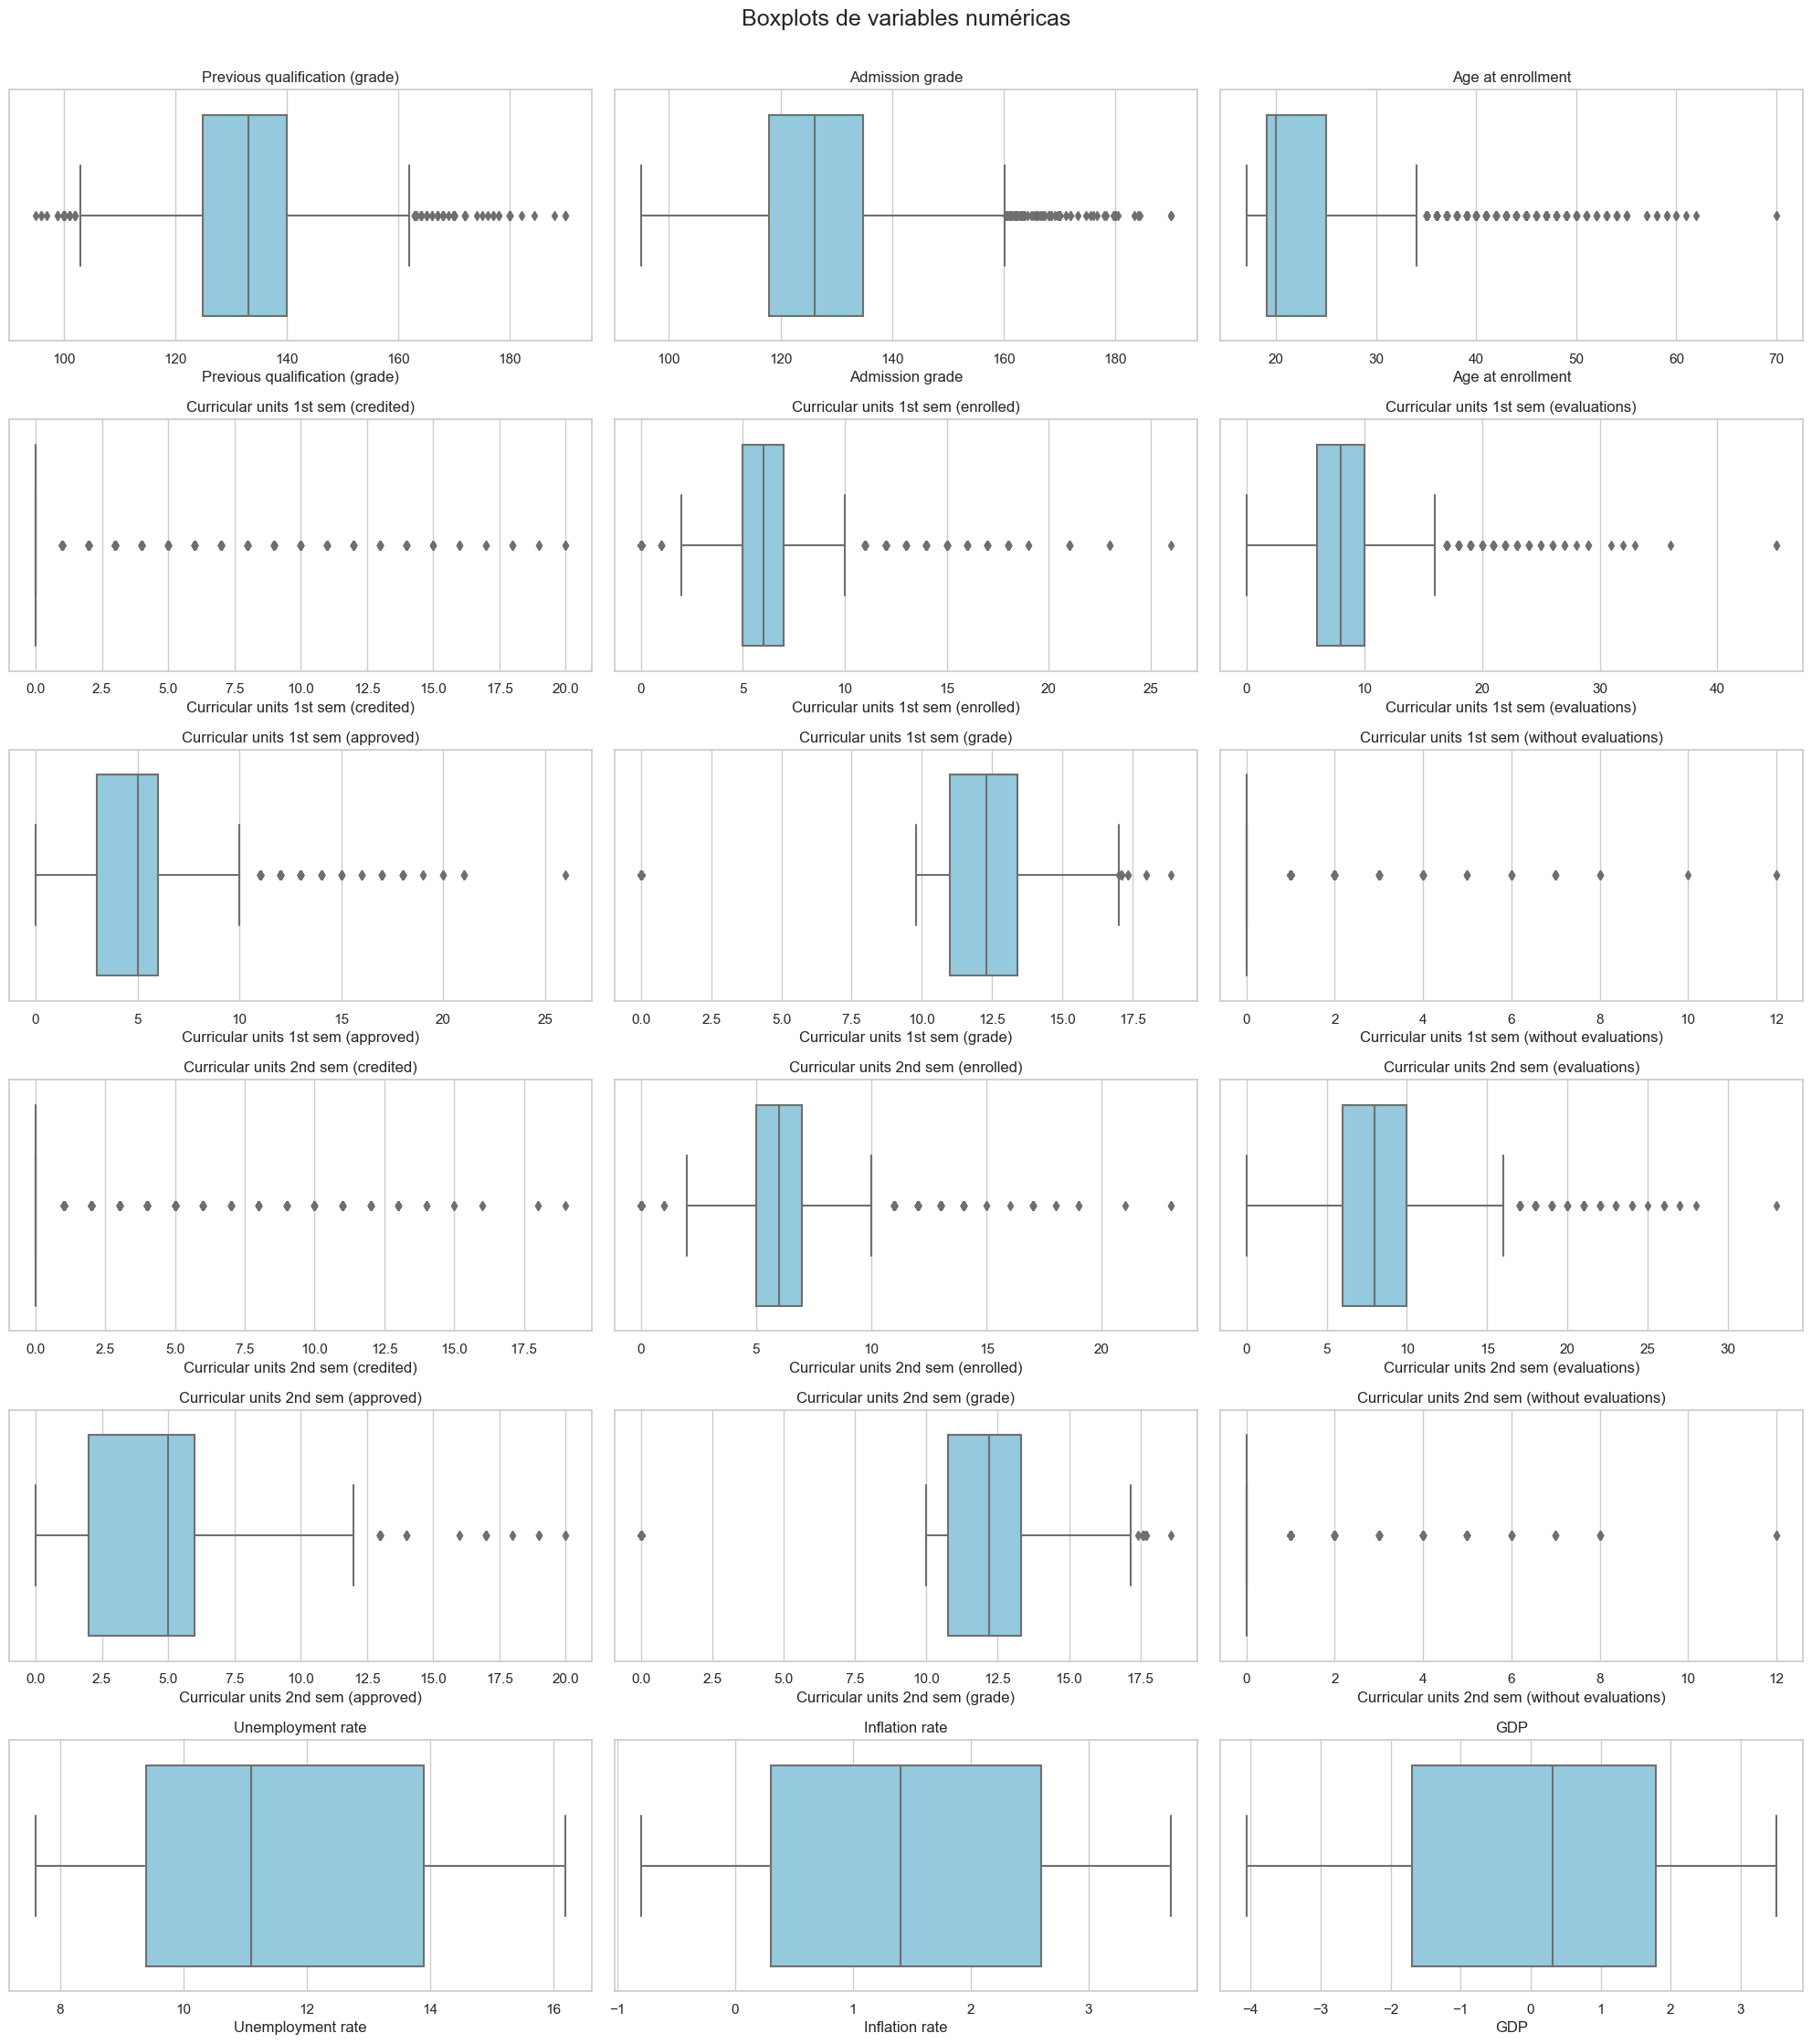 Boxplots de variables numéricas
Previous qualification (grade) Admission grade Age at enrollment
100 120 140 160 180 100 120 140 160 180 20 30 40 50 60 70
Previous qualification (grade) Admission grade Age at enrollment
Curricular units 1st sem (credited) Curricular units 1st sem (enrolled) Curricular units 1st sem (evaluations)
0.0 2.5 5.0 7.5 10.0 12.5 15.0 17.5 20.0 0 5 10 15 20 25 0 10 20 30 40
Curricular units 1st sem (credited) Curricular units 1st sem (enrolled) Curricular units 1st sem (evaluations)
Curricular units 1st sem (approved) Curricular units 1st sem (grade) Curricular units 1st sem (without evaluations)
0 5 10 15 20 25 0.0 2.5 5.0 7.5 10.0 12.5 15.0 17.5 0 2 4 6 8 10 12
Curricular units 1st sem (approved) Curricular units 1st sem (grade) Curricular units 1st sem (without evaluations)
Curricular units 2nd sem (credited) Curricular units 2nd sem (enrolled) Curricular units 2nd sem (evaluations)
0.0 2.5 5.0 7.5 10.0 12.5 15.0 17.5 0 5 10 15 20 0 5 10 15 20 25 30
Curricular units 2nd sem (credited) Curricular units 2nd sem (enrolled) Curricular units 2nd sem (evaluations)
Curricular units 2nd sem (approved) Curricular units 2nd sem (grade) Curricular units 2nd sem (without evaluations)
0.0 2.5 5.0 7.5 10.0 12.5 15.0 17.5 20.0 0.0 2.5 5.0 7.5 10.0 12.5 15.0 17.5 0 2 4 6 8 10 12
Curricular units 2nd sem (approved) Curricular units 2nd sem (grade) Curricular units 2nd sem (without evaluations)
Unemployment rate Inflation rate GDP
8 10 12 14 16 −1 0 1 2 3 −4 −3 −2 −1 0 1 2 3
Unemployment rate Inflation rate GDP